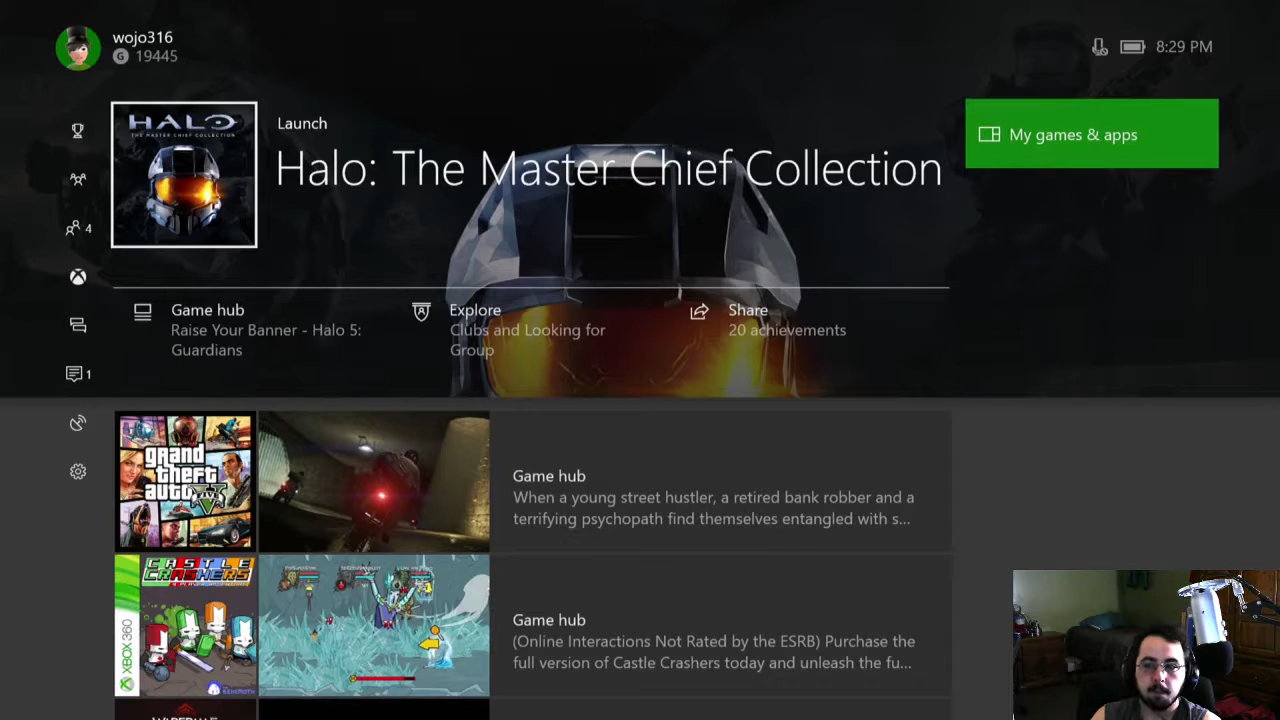 wojo316
G 19445
8:29 PM
HALO
THE MASTER CHIEF COLLECTION
Launch
Halo: The Master Chief Collection
My games & apps
4
Game hub
Raise Your Banner - Halo 5:
Guardians
Explore
Clubs and Looking for
Group
Share
20 achievements
1
grand
theft
auto V
FIVE
Game hub
When a young street hustler, a retired bank robber and a
terrifying psychopath find themselves entangled with s...
CASTLE
CRASHERS
XBOX 360
BEHEMOTH
Game hub
(Online Interactions Not Rated by the ESRB) Purchase the
full version of Castle Crashers today and unleash the fu...